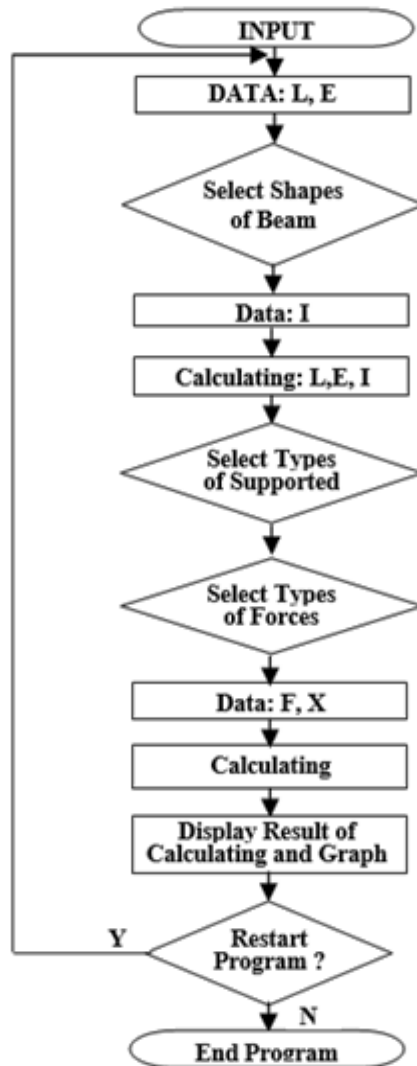 INPUT
DATA: L, E
Select Shapes
of Beam
Data: I
Calculating: L,E, I
Select Types
of Supported
Select Types
of Forces
Data: F, X
Calculating
Display Result of
Calculating and Graph
Y
Restart
Program ?
N
End Program